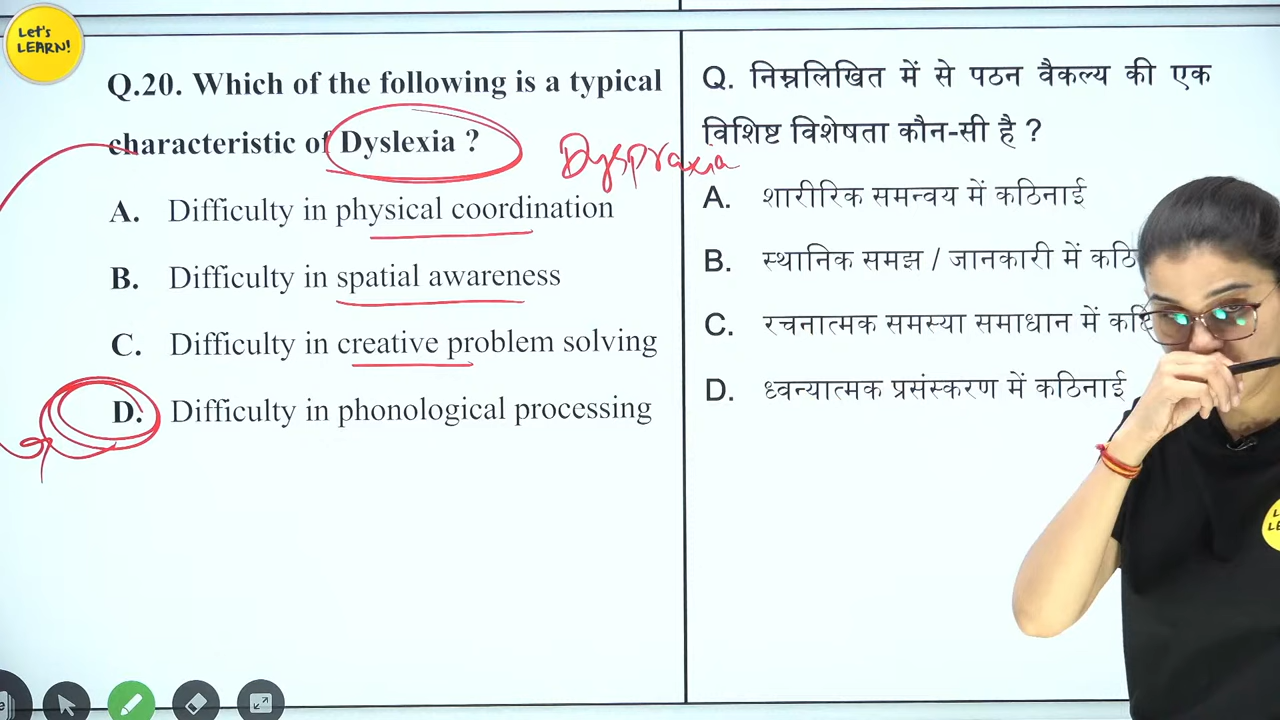 Let's
LEARN!
Q.20. Which of the following is a typical
characteristic of Dyslexia ?
Dyspraxia
A. Difficulty in physical coordination
B. Difficulty in spatial awareness
C. Difficulty in creative problem solving
D. Difficulty in phonological processing
Q. निम्नलिखित में से पठन वैकल्य की एक
विशिष्ट विशेषता कौन-सी है ?
A. शारीरिक समन्वय में कठिनाई
B. स्थानिक समझ / जानकारी में
C. रचनात्मक समस्या समाधान में
D. ध्वन्यात्मक प्रसंस्करण में कठिनाई